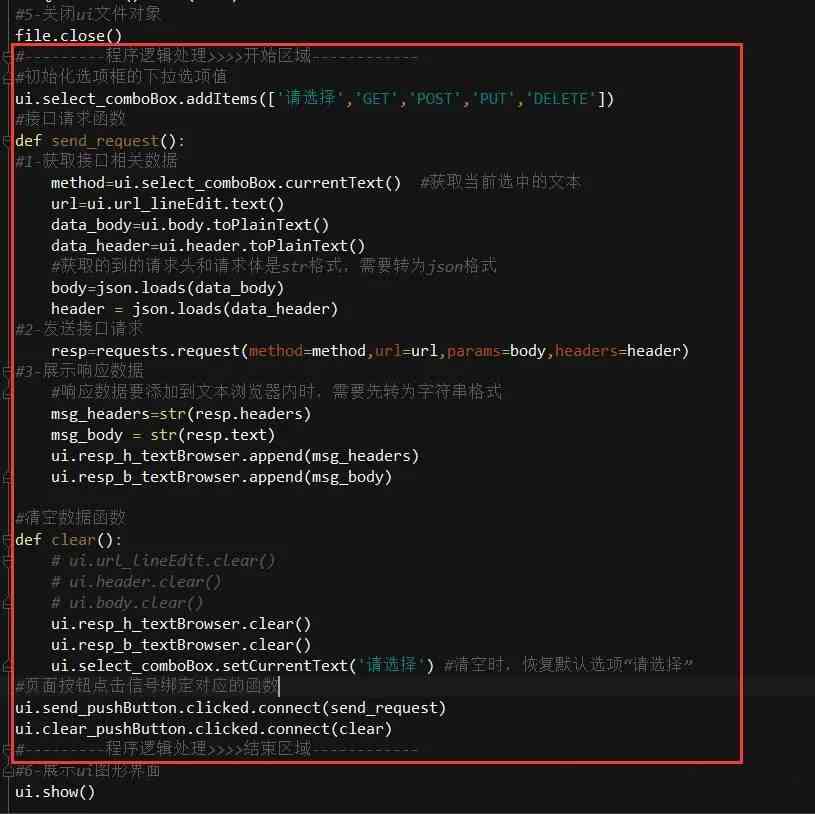 #5-关闭ui文件对象
file.close()
#---------程序逻辑处理>>>>开始区域------------
#初始化选项框的下拉选项值
ui.select_comboBox.addItems(['请选择','GET','POST','PUT','DELETE'])
#接口请求函数
def send_request():
#1-获取接口相关数据
    method=ui.select_comboBox.currentText()  #获取当前选中的文本
    url=ui.url_lineEdit.text()
    data_body=ui.body.toPlainText()
    data_header=ui.header.toPlainText()
    #获取的到的请求头和请求体是str格式，需要转为json格式
    body=json.loads(data_body)
    header = json.loads(data_header)
#2-发送接口请求
    resp=requests.request(method=method,url=url,params=body,headers=header)
#3-展示响应数据
    #响应数据要添加到文本浏览器内时，需要先转为字符串格式
    msg_headers=str(resp.headers)
    msg_body = str(resp.text)
    ui.resp_h_textBrowser.append(msg_headers)
    ui.resp_b_textBrowser.append(msg_body)
#清空数据函数
def clear():
    # ui.url_lineEdit.clear()
    # ui.header.clear()
    # ui.body.clear()
    ui.resp_h_textBrowser.clear()
    ui.resp_b_textBrowser.clear()
    ui.select_comboBox.setCurrentText('请选择') #清空时，恢复默认选项“请选择”
#页面按钮点击信号绑定对应的函数
ui.send_pushButton.clicked.connect(send_request)
ui.clear_pushButton.clicked.connect(clear)
#---------程序逻辑处理>>>>结束区域------------
#6-展示ui图形界面
ui.show()